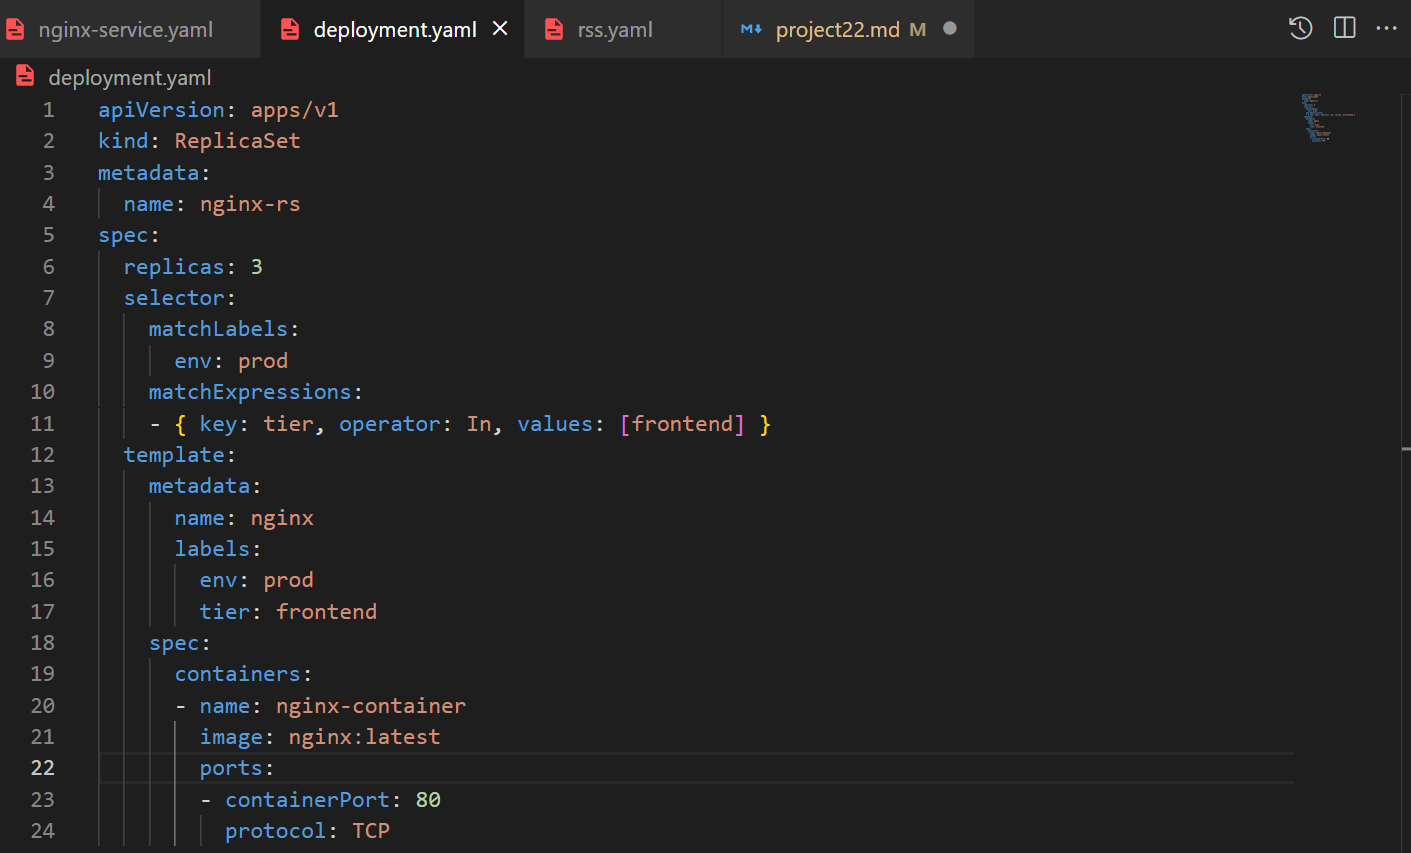 nginx-service.yaml deployment.yaml rss.yaml project22.md M
deployment.yaml
1 apiVersion: apps/v1
2 kind: ReplicaSet
3 metadata:
4   name: nginx-rs
5 spec:
6   replicas: 3
7   selector:
8     matchLabels:
9       env: prod
10     matchExpressions:
11     - { key: tier, operator: In, values: [frontend] }
12   template:
13     metadata:
14       name: nginx
15       labels:
16         env: prod
17         tier: frontend
18     spec:
19       containers:
20       - name: nginx-container
21         image: nginx:latest
22         ports:
23         - containerPort: 80
24           protocol: TCP